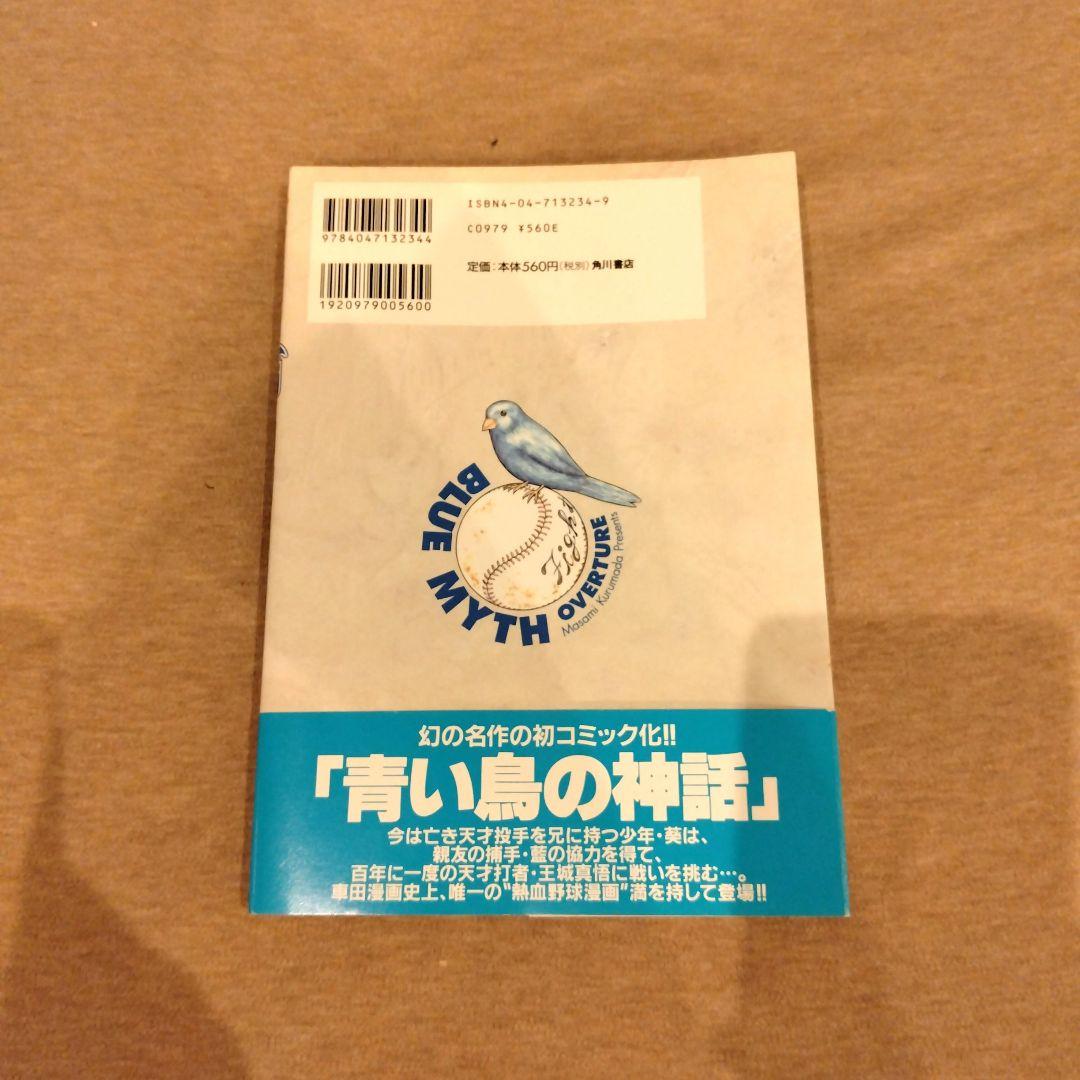 ISBN4-04-713234-9
C0979 ¥560E
9784047132344
定価：本体560円（税別） 角川書店
1920979005600
BLUE MYTH
OVERTURE
Masami Kurumada Presents
Fight
幻の名作の初コミック化!!
「青い鳥の神話」
今は亡き天才投手を兄に持つ少年・葵は、
親友の捕手・藍の協力を得て、
百年に一度の天才打者・王城真悟に戦いを挑む…。
車田漫画史上、唯一の“熱血野球漫画”満を持して登場!!